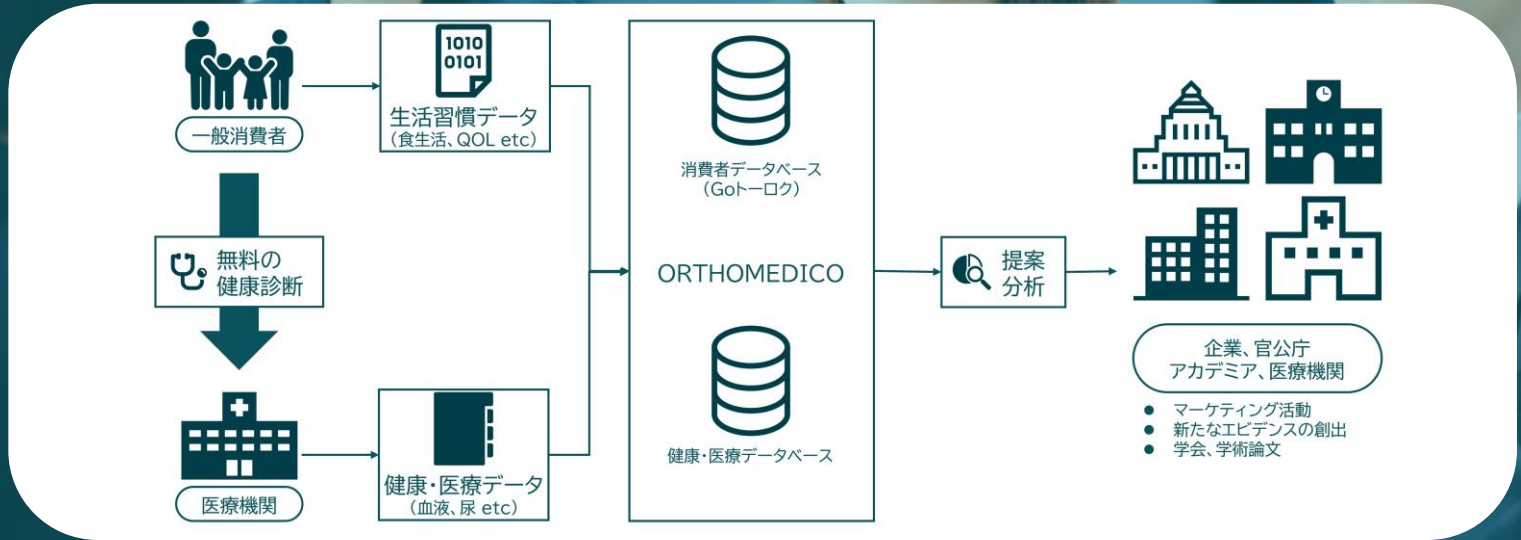 1010
0101
生活習慣データ
(食生活、QOL etc)
一般消費者
無料の
健康診断
医療機関
健康・医療データ
(血液、尿 etc)
消費者データベース
(Goトーロク)
ORTHOMEDICO
健康・医療データベース
提案
分析
企業、官公庁
アカデミア、医療機関
● マーケティング活動
● 新たなエビデンスの創出
● 学会、学術論文